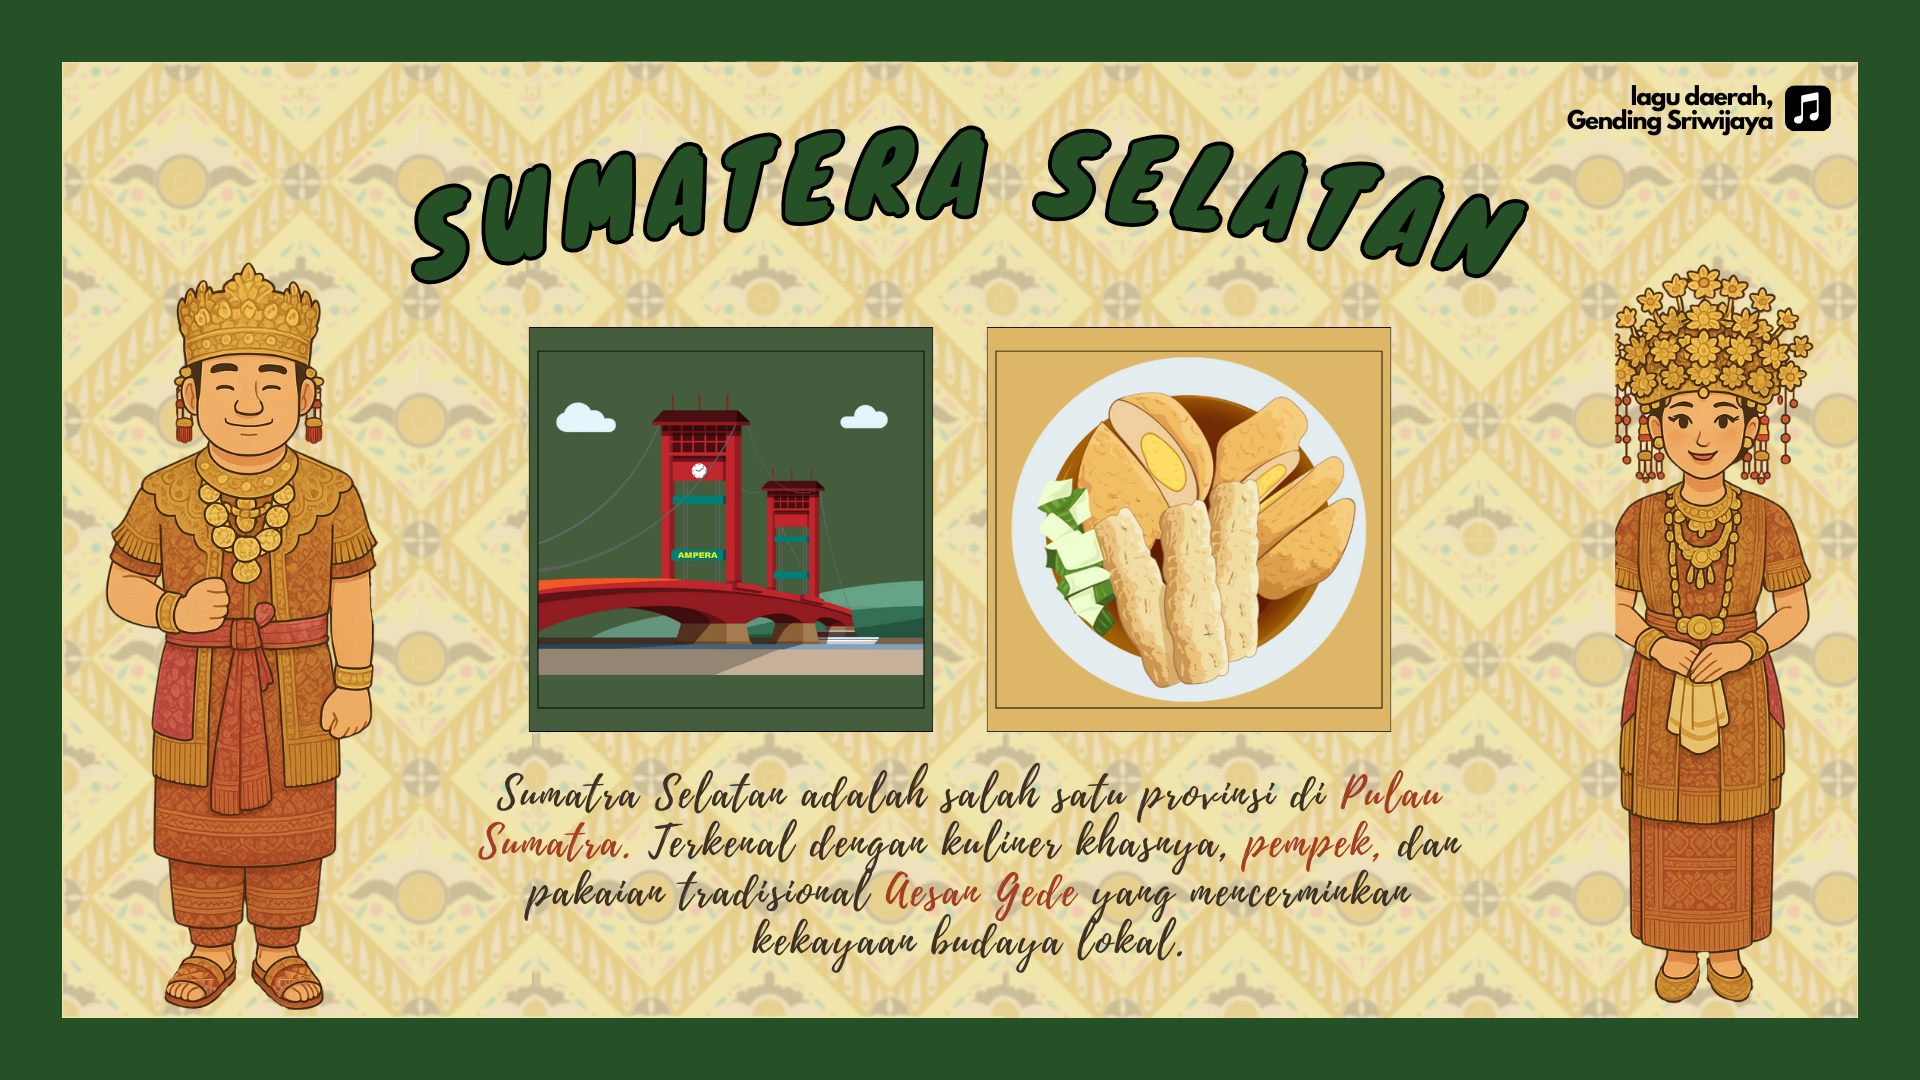 lagu daerah,
Gending Sriwijaya
SUMATERA SELATAN
AMPERA
Sumatra Selatan adalah salah satu provinsi di Pulau
Sumatra. Terkenal dengan kuliner khasnya, pempek, dan
pakaian tradisional Aesan Gede yang mencerminkan
kekayaan budaya lokal.